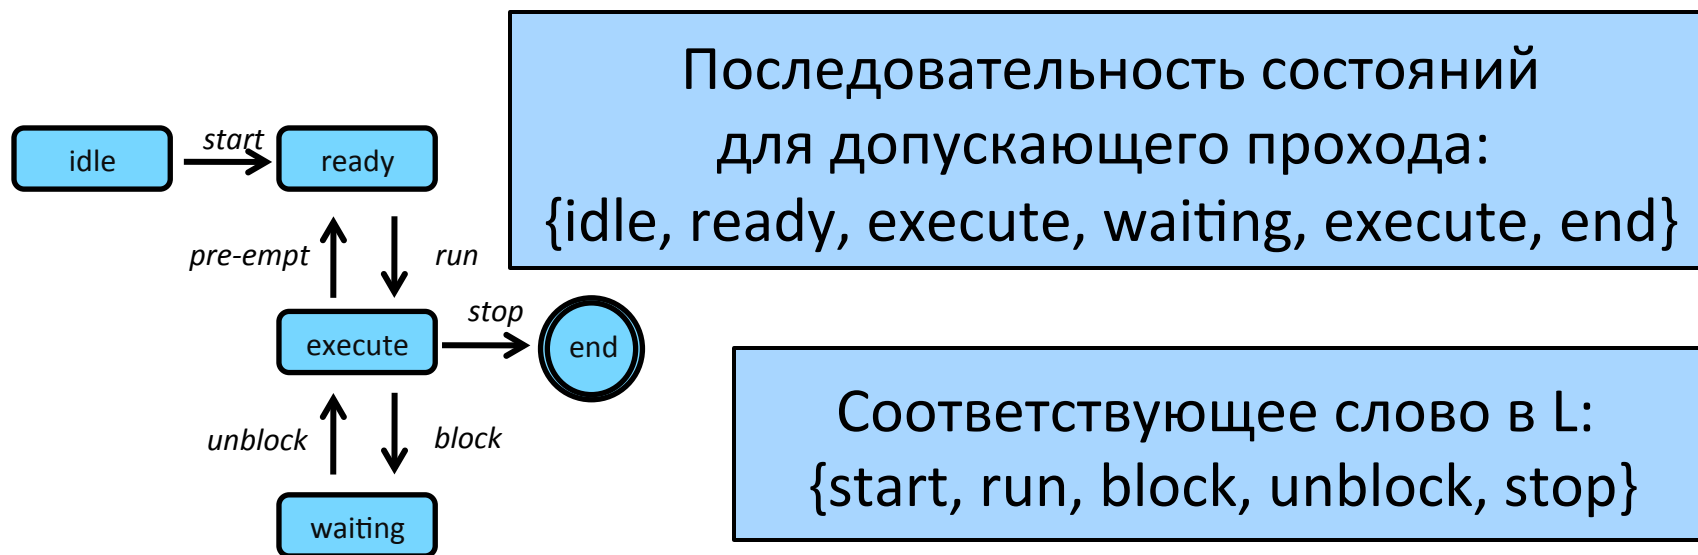 Последовательность состояний
для допускающего прохода:
{idle, ready, execute, waiting, execute, end}
idle
start
ready
pre-empt
run
stop
execute
end
unblock
block
waiting
Соответствующее слово в L:
{start, run, block, unblock, stop}